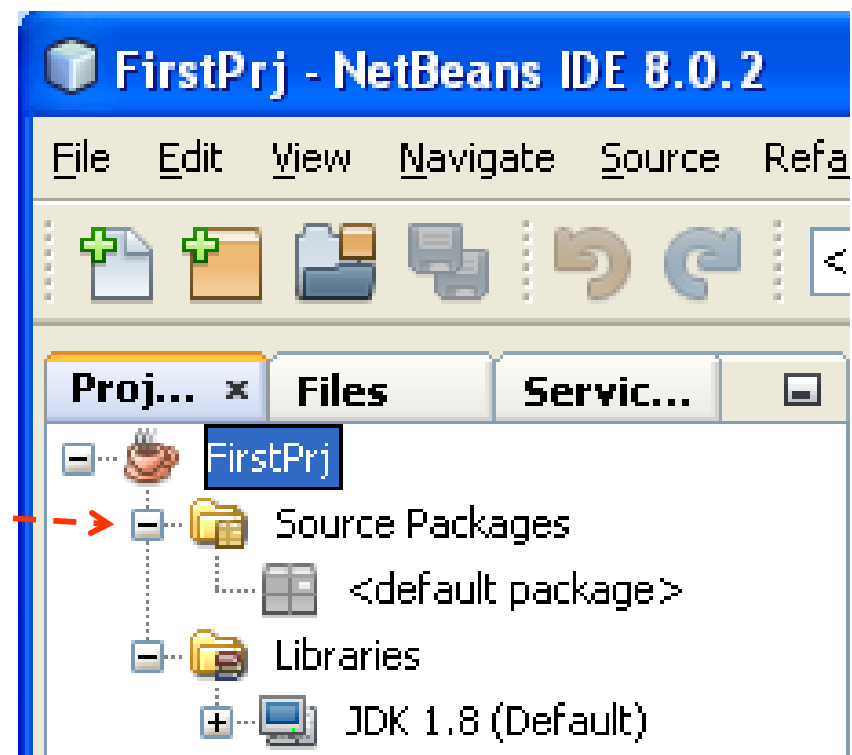 FirstPrj - NetBeans IDE 8.0.2
File Edit View Navigate Source Refa
<
Proj... × Files Servic...
FirstPrj
Source Packages
<default package>
Libraries
JDK 1.8 (Default)